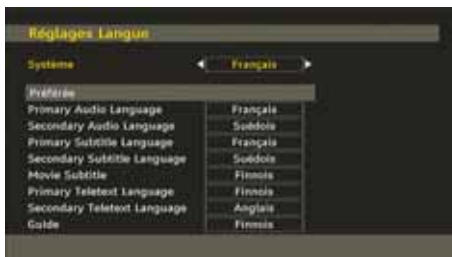 Réglages Langue
Système Français
Préférée
Primary Audio Language Français
Secondary Audio Language Suédois
Primary Subtitle Language Français
Secondary Subtitle Language Suédois
Movie Subtitle Finnois
Primary Teletext Language Finnois
Secondary Teletext Language Anglais
Guide Finnois